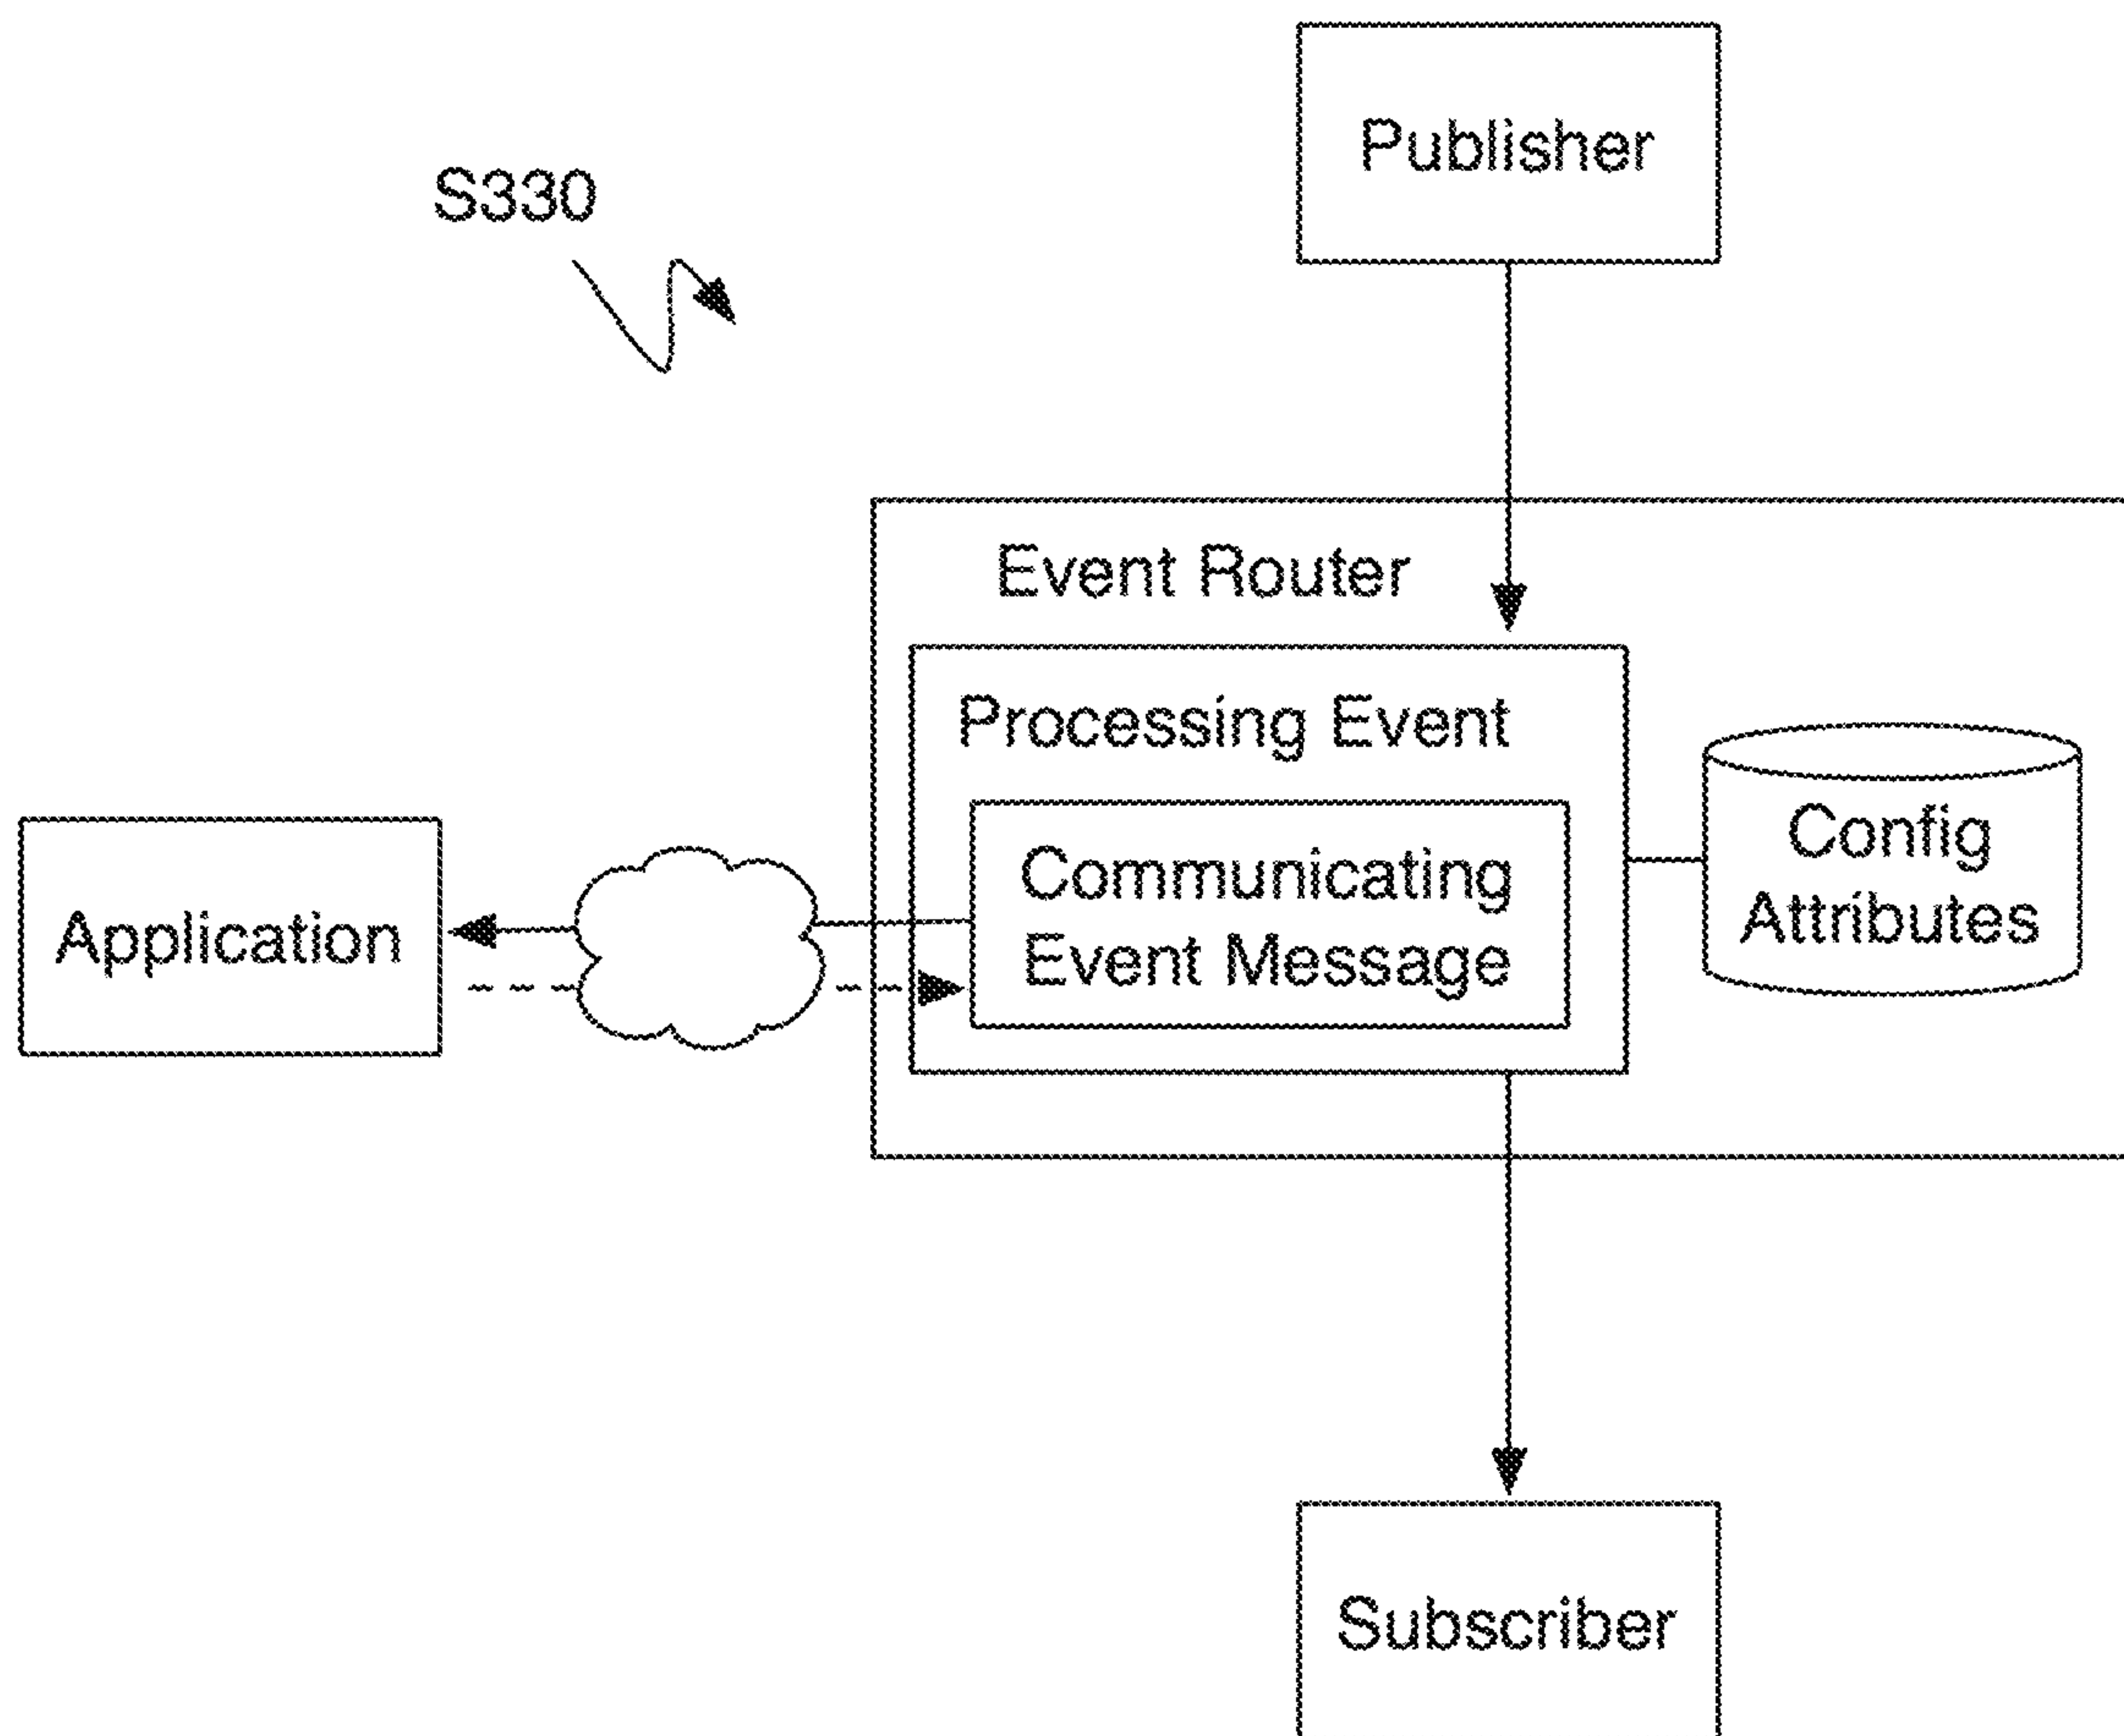 Publisher
S330
Event Router
Processing Event
Config
Attributes
Communicating
Event Message
Application
Subscriber